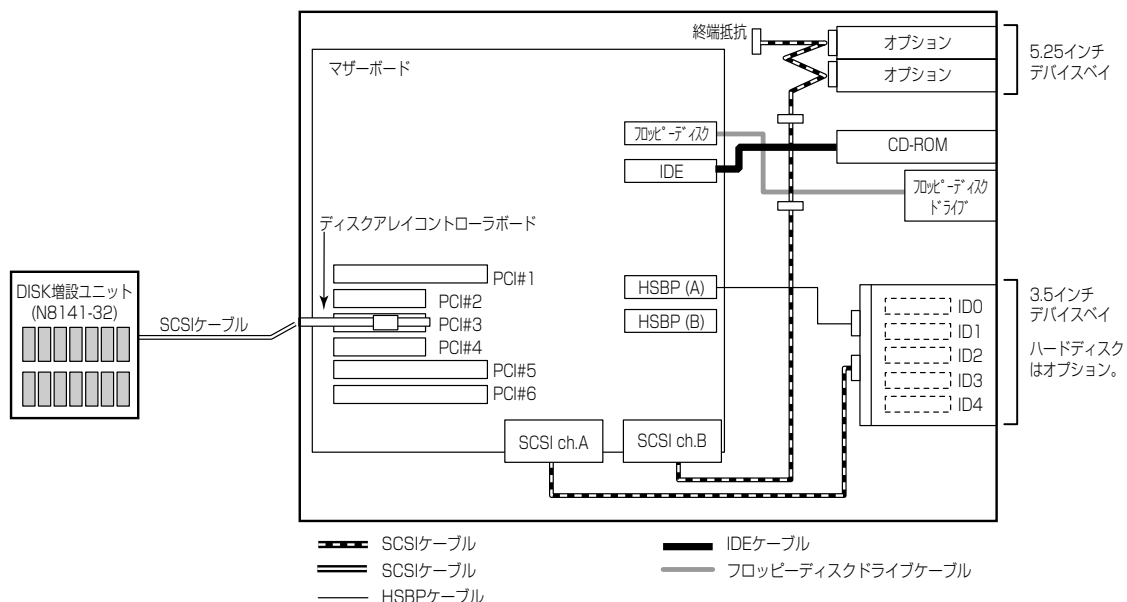 終端抵抗
オプション
オプション
5.25インチ
デバイスベイ
マザーボード
フロッピーディスク
IDE
CD-ROM
フロッピーディスク
ドライブ
ディスクアレイコントローラボード
DISK増設ユニット
(N8141-32)
SCSIケーブル
PCI#1
PCI#2
PCI#3
PCI#4
PCI#5
PCI#6
HSBP (A)
HSBP (B)
ID0
ID1
ID2
ID3
ID4
3.5インチ
デバイスベイ
ハードディスク
はオプション。
SCSI ch.A
SCSI ch.B
SCSIケーブル
SCSIケーブル
HSBPケーブル
IDEケーブル
フロッピーディスクドライブケーブル